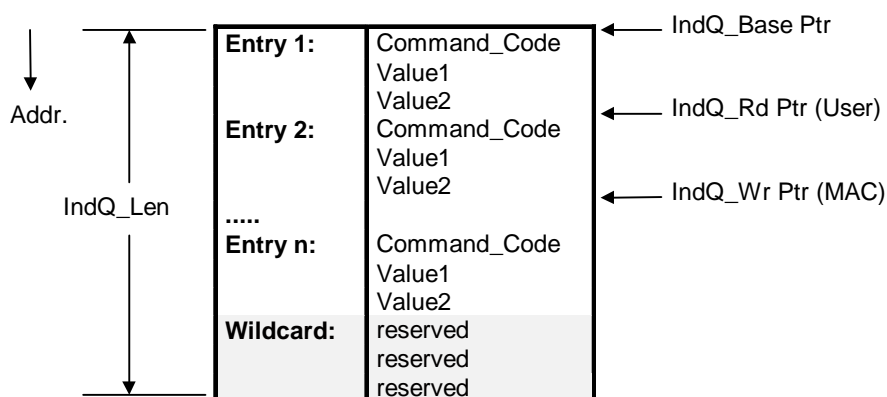 IndQ_Base Ptr
Entry 1: Command_Code
Value1
Value2
Addr.
IndQ_Rd Ptr (User)
Entry 2: Command_Code
Value1
Value2
IndQ_Wr Ptr (MAC)
IndQ_Len
.....
Entry n: Command_Code
Value1
Value2
Wildcard: reserved
reserved
reserved